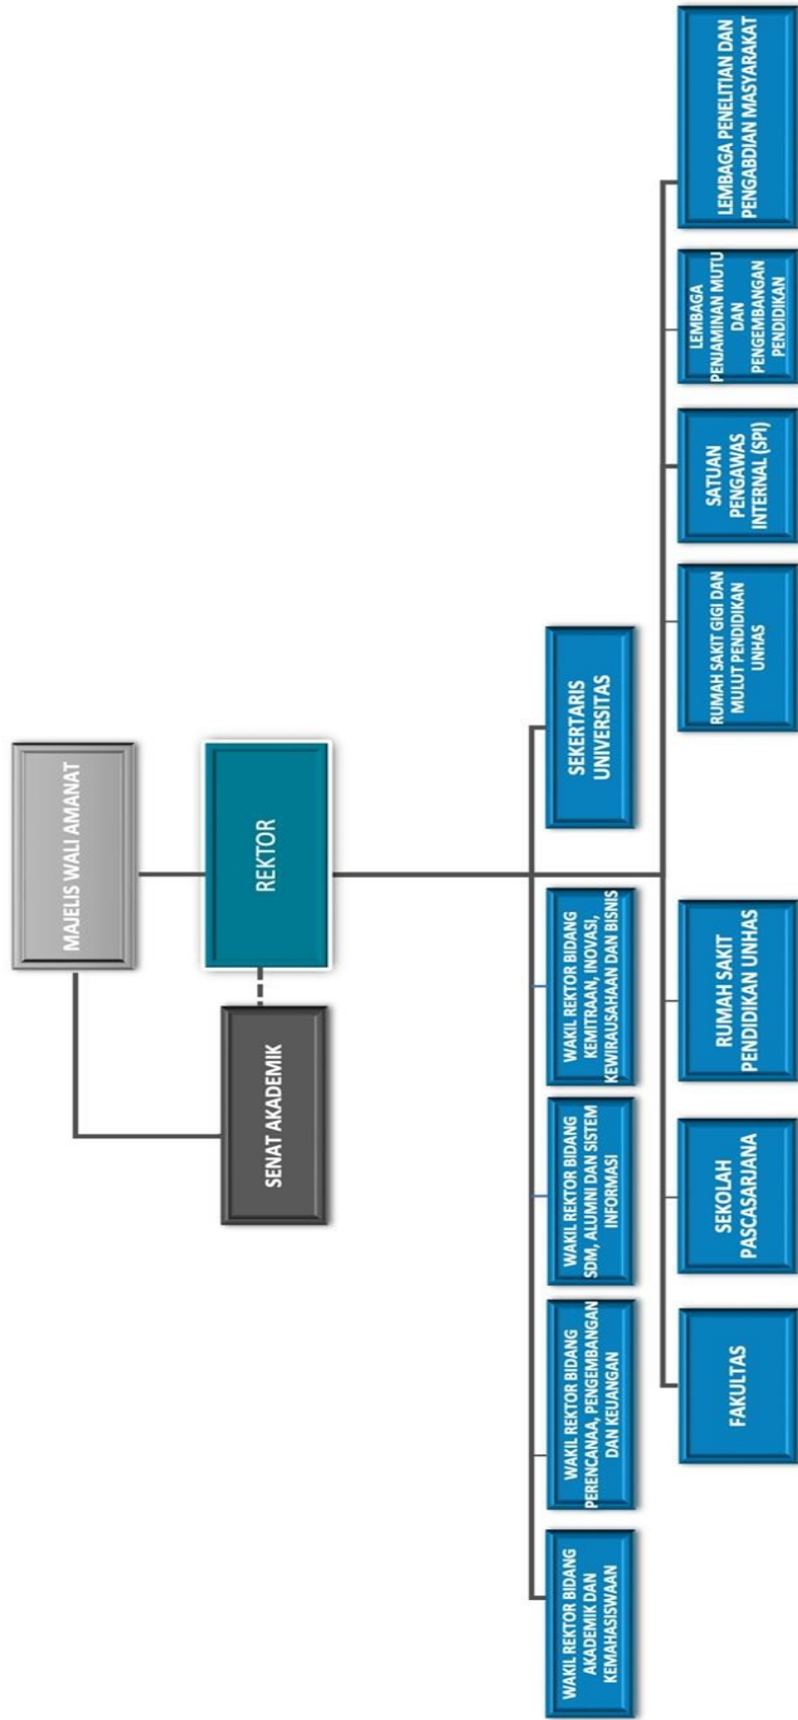 MAJELIS WALI AMANAT
SENAT AKADEMIK
REKTOR
WAKIL REKTOR BIDANG
AKADEMIK DAN
KEMAHASISWAAN
WAKIL REKTOR BIDANG
PERENCANAA, PENGEMBANGAN
DAN KEUANGAN
WAKIL REKTOR BIDANG
SDM, ALUMNI DAN SISTEM
INFORMASI
WAKIL REKTOR BIDANG
KEMITRAAN, INOVASI,
KEWIRAUSAHAAN DAN BISNIS
SEKERTARIS
UNIVERSITAS
FAKULTAS
SEKOLAH
PASCASARJANA
RUMAH SAKIT
PENDIDIKAN UNHAS
RUMAH SAKIT GIGI DAN
MULUT PENDIDIKAN
UNHAS
SATUAN
PENGAWAS
INTERNAL (SPI)
LEMBAGA
PENJAMINAN MUTU
DAN
PENGEMBANGAN
PENDIDIKAN
LEMBAGA PENELITIAN DAN
PENGABDIAN MASYARAKAT